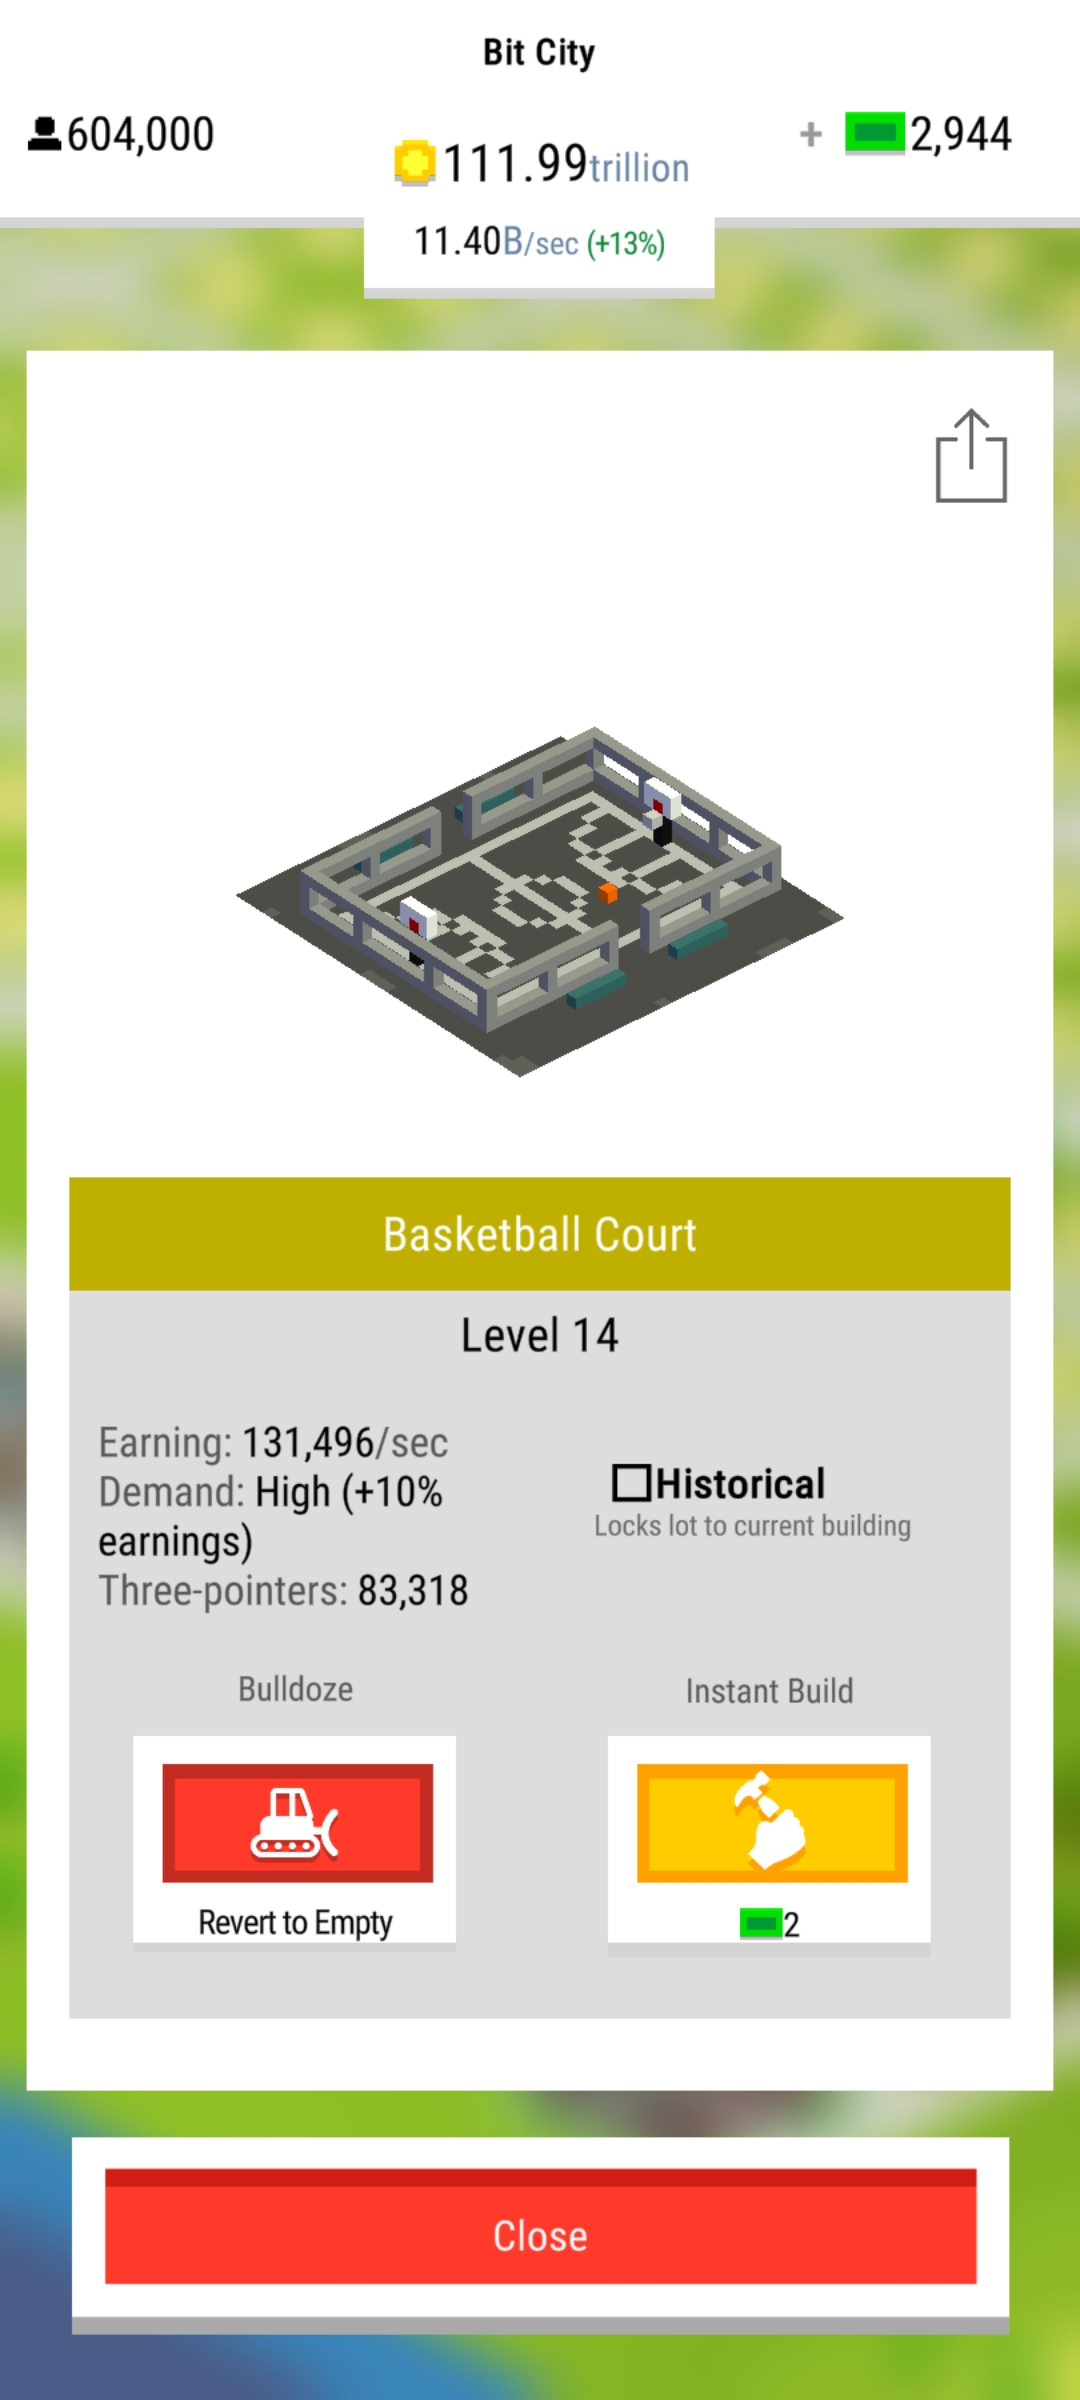 Bit City
604,000
111.99trillion
+ 2,944
11.40B/sec (+13%)
Basketball Court
Level 14
Earning: 131,496/sec
Demand: High (+10%
earnings)
Three-pointers: 83,318
Historical
Locks lot to current building
Bulldoze
Instant Build
Revert to Empty
2
Close